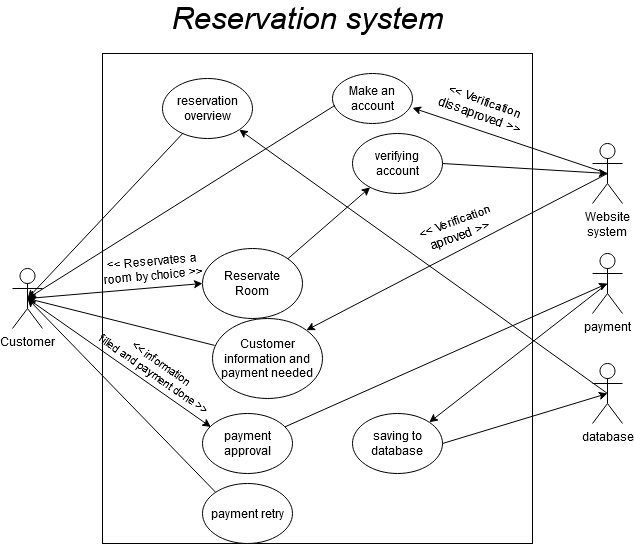 Reservation system
reservation
overview
Make an
account
<< Verification
dissaproved >>
verifying
account
Website
system
<< Verification
aproved >>
<< Reservates a
room by choice >>
Reservate
Room
Customer
payment
Customer
information and
payment needed
<< information
filled and payment done >>
payment
approval
saving to
database
database
payment retry